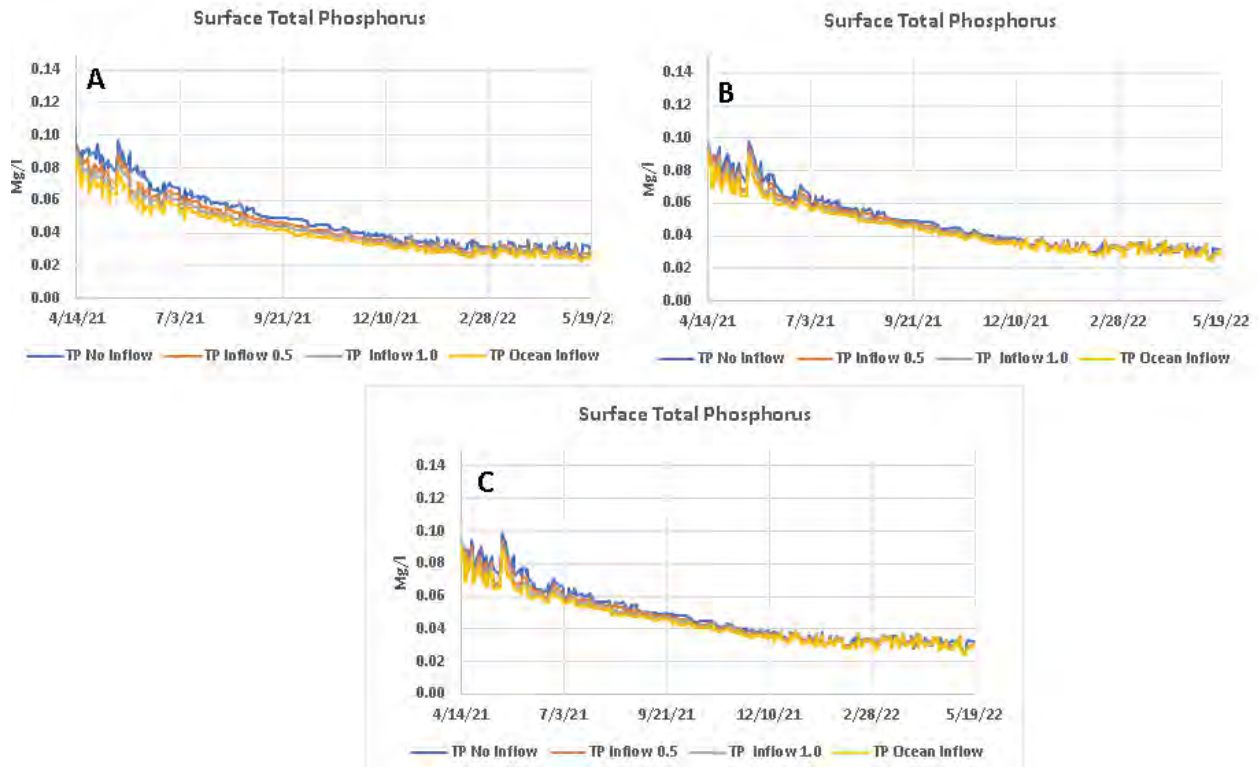 Surface Total Phosphorus
A
Mg/l
0.14
0.12
0.10
0.08
0.06
0.04
0.02
0.00
4/14/21 7/3/21 9/21/21 12/10/21 2/28/22 5/19/2
TP No Inflow TP Inflow 0.5 TP Inflow 1.0 TP Ocean Inflow
Surface Total Phosphorus
B
Mg/l
0.14
0.12
0.10
0.08
0.06
0.04
0.02
0.00
4/14/21 7/3/21 9/21/21 12/10/21 2/28/22 5/19/22
TP No Inflow TP Inflow 0.5 TP Inflow 1.0 TP Ocean Inflow
Surface Total Phosphorus
C
Mg/l
0.14
0.12
0.10
0.08
0.06
0.04
0.02
0.00
4/14/21 7/3/21 9/21/21 12/10/21 2/28/22 5/19/22
TP No Inflow TP Inflow 0.5 TP Inflow 1.0 TP Ocean Inflow